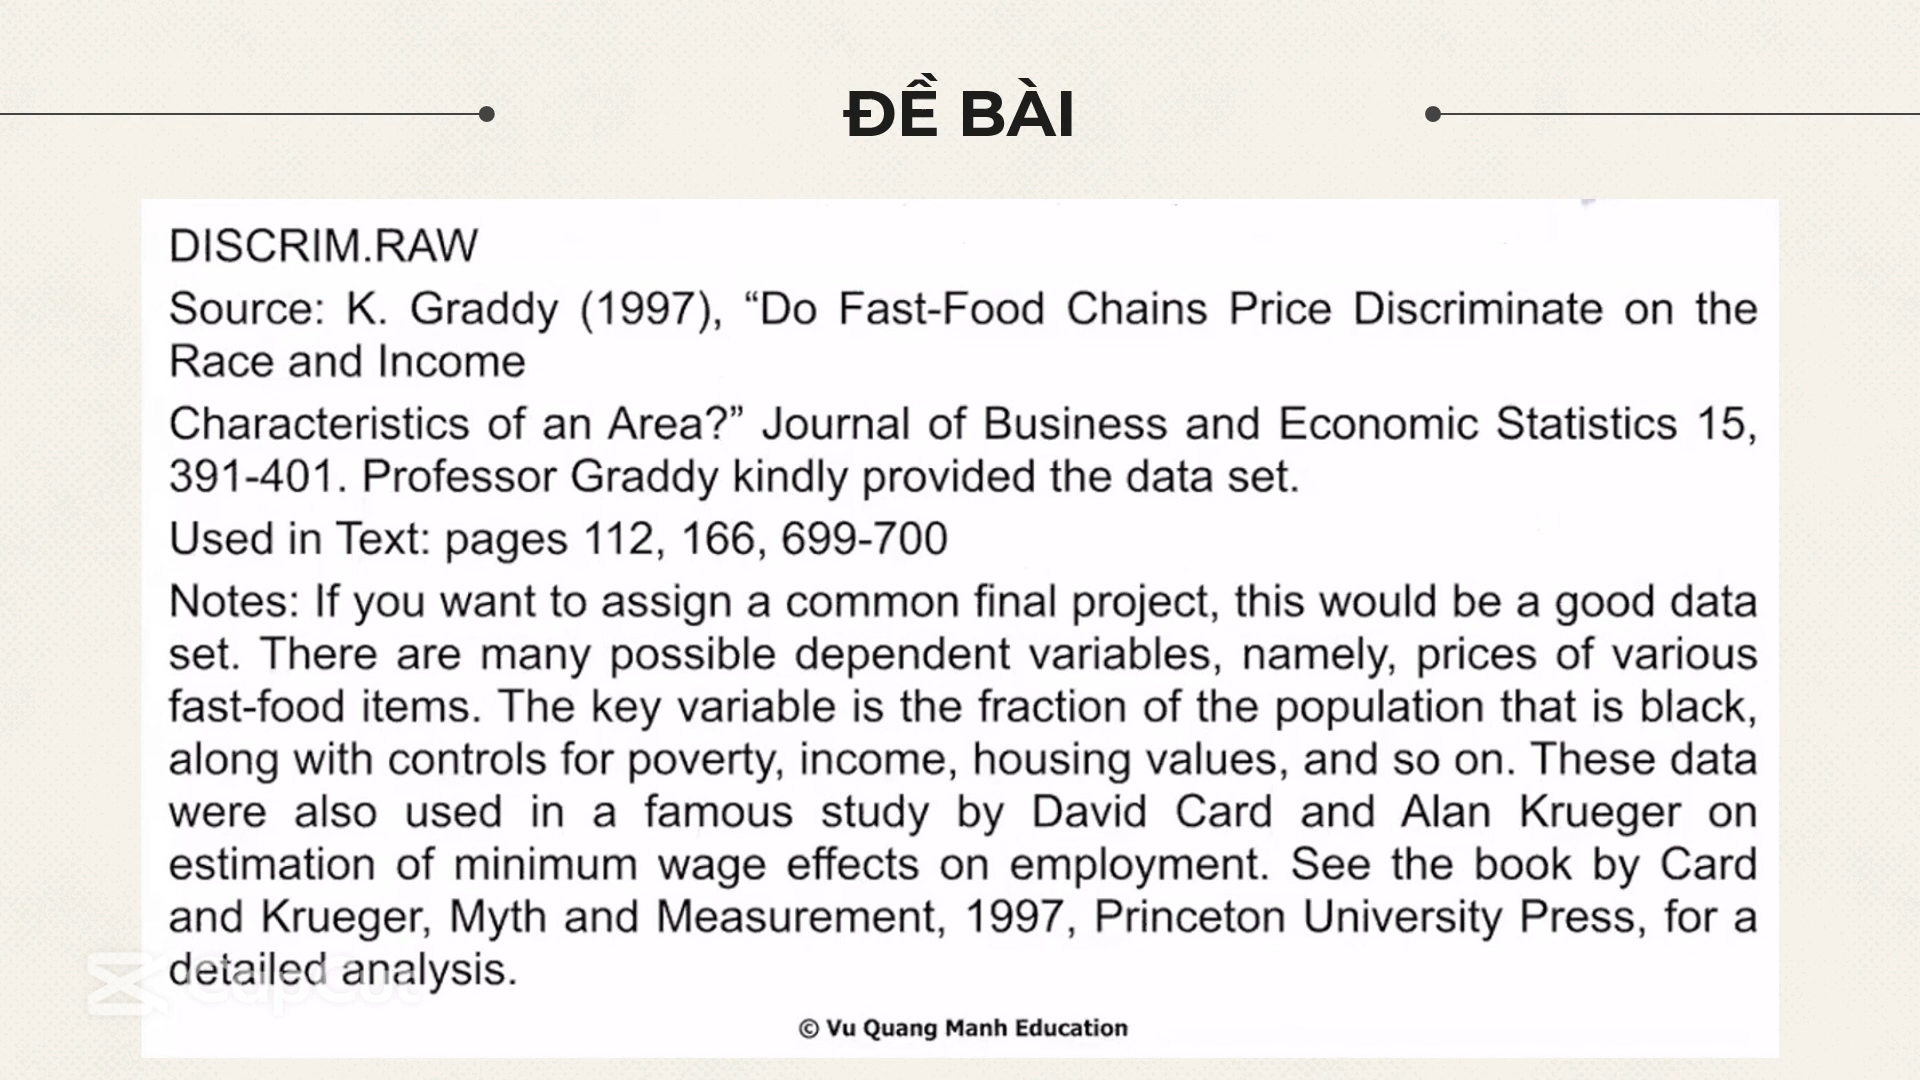 ĐỀ BÀI
DISCRIM.RAW
Source: K. Graddy (1997), “Do Fast-Food Chains Price Discriminate on the
Race and Income
Characteristics of an Area?” Journal of Business and Economic Statistics 15,
391-401. Professor Graddy kindly provided the data set.
Used in Text: pages 112, 166, 699-700
Notes: If you want to assign a common final project, this would be a good data
set. There are many possible dependent variables, namely, prices of various
fast-food items. The key variable is the fraction of the population that is black,
along with controls for poverty, income, housing values, and so on. These data
were also used in a famous study by David Card and Alan Krueger on
estimation of minimum wage effects on employment. See the book by Card
and Krueger, Myth and Measurement, 1997, Princeton University Press, for a
detailed analysis.
CapCut
© Vu Quang Manh Education